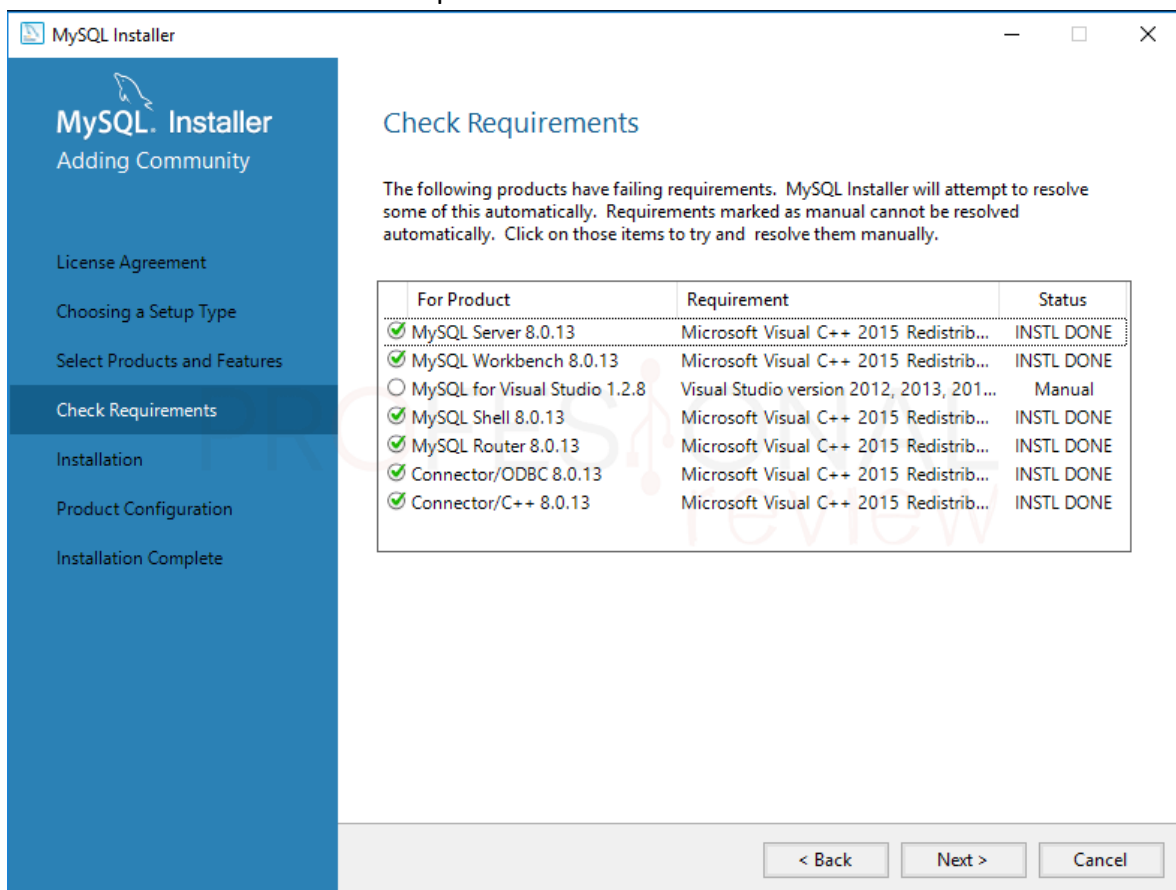 MySQL Installer
MySQL. Installer
Adding Community
License Agreement
Choosing a Setup Type
Select Products and Features
Check Requirements
Installation
Product Configuration
Installation Complete
Check Requirements
The following products have failing requirements. MySQL Installer will attempt to resolve
some of this automatically. Requirements marked as manual cannot be resolved
automatically. Click on those items to try and resolve them manually.
For Product Requirement Status
MySQL Server 8.0.13 Microsoft Visual C++ 2015 Redistrib... INSTL DONE
MySQL Workbench 8.0.13 Microsoft Visual C++ 2015 Redistrib... INSTL DONE
MySQL for Visual Studio 1.2.8 Visual Studio version 2012, 2013, 201... Manual
MySQL Shell 8.0.13 Microsoft Visual C++ 2015 Redistrib... INSTL DONE
MySQL Router 8.0.13 Microsoft Visual C++ 2015 Redistrib... INSTL DONE
Connector/ODBC 8.0.13 Microsoft Visual C++ 2015 Redistrib... INSTL DONE
Connector/C++ 8.0.13 Microsoft Visual C++ 2015 Redistrib... INSTL DONE
PROFESIONAL
review
< Back Next > Cancel